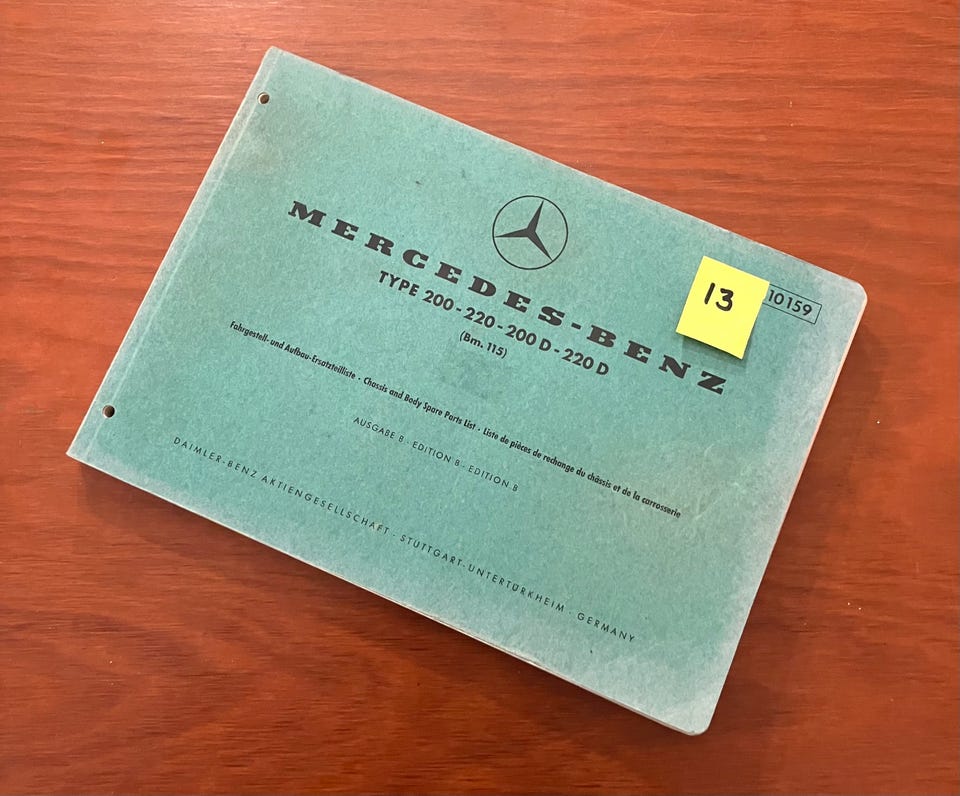 MERCEDES-BENZ
TYPE 200-220-200 D-220 D
(Bm. 115)
13
10159
Fahrgestell- und Aufbau-Ersatzteilliste · Chassis and Body Spare Parts List · Liste de pièces de rechange du châssis et de la carrosserie
AUSGABE B · EDITION B · EDITION B
DAIMLER-BENZ AKTIENGESELLSCHAFT · STUTTGART-UNTERTÜRKHEIM · GERMANY